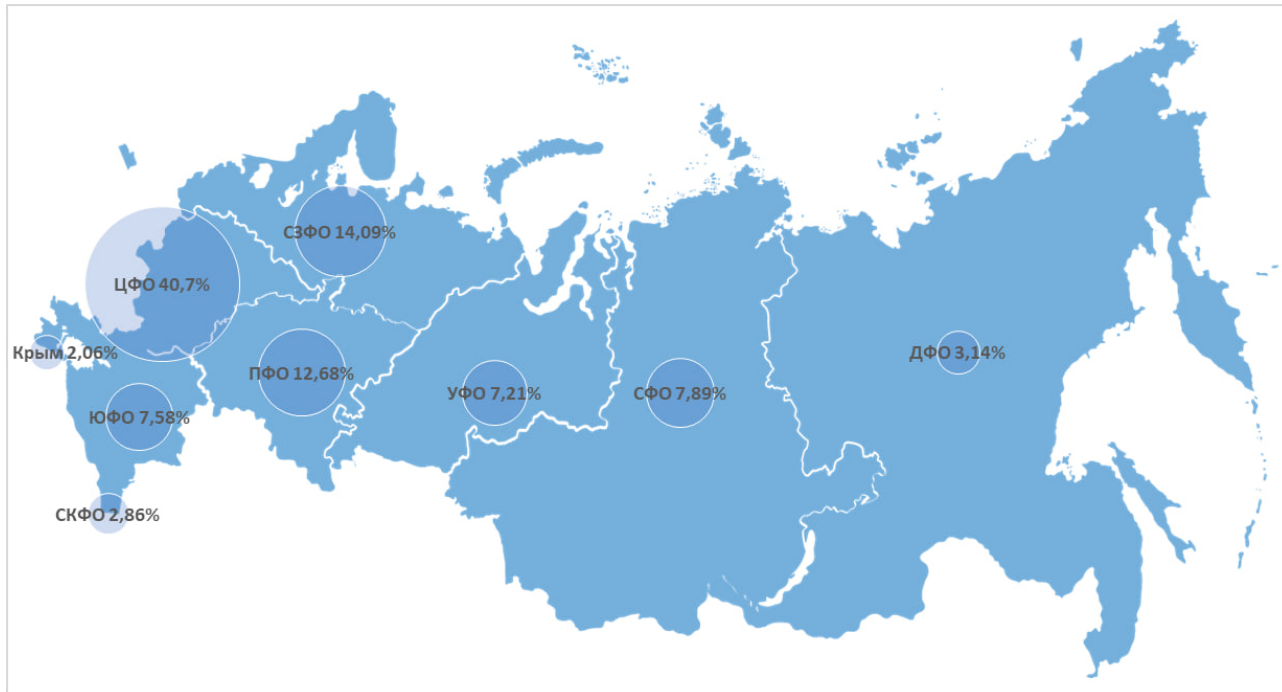 СЗФО 14,09%
ЦФО 40,7%
Крым 2,06%
ПФО 12,68%
ДФО 3,14%
УФО 7,21%
СФО 7,89%
ЮФО 7,58%
СКФО 2,86%